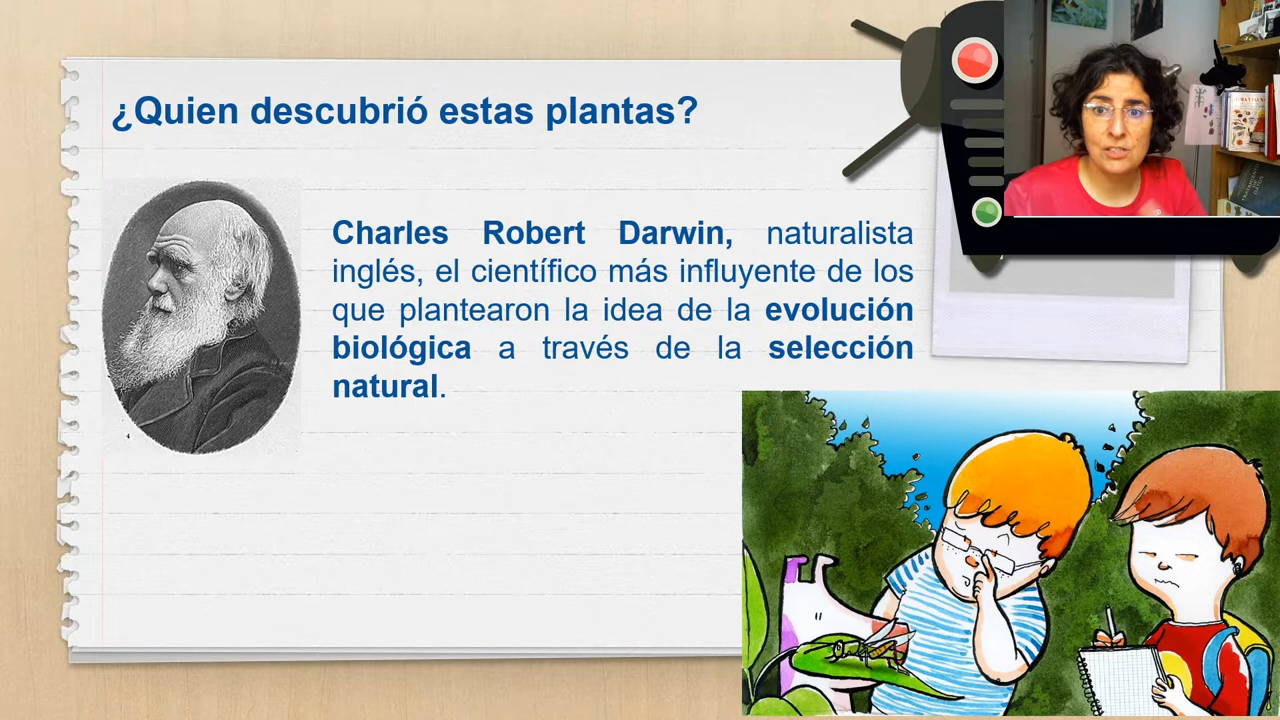 ¿Quien descubrió estas plantas?
Charles Robert Darwin, naturalista
inglés, el científico más influyente de los
que plantearon la idea de la evolución
biológica a través de la selección
natural.